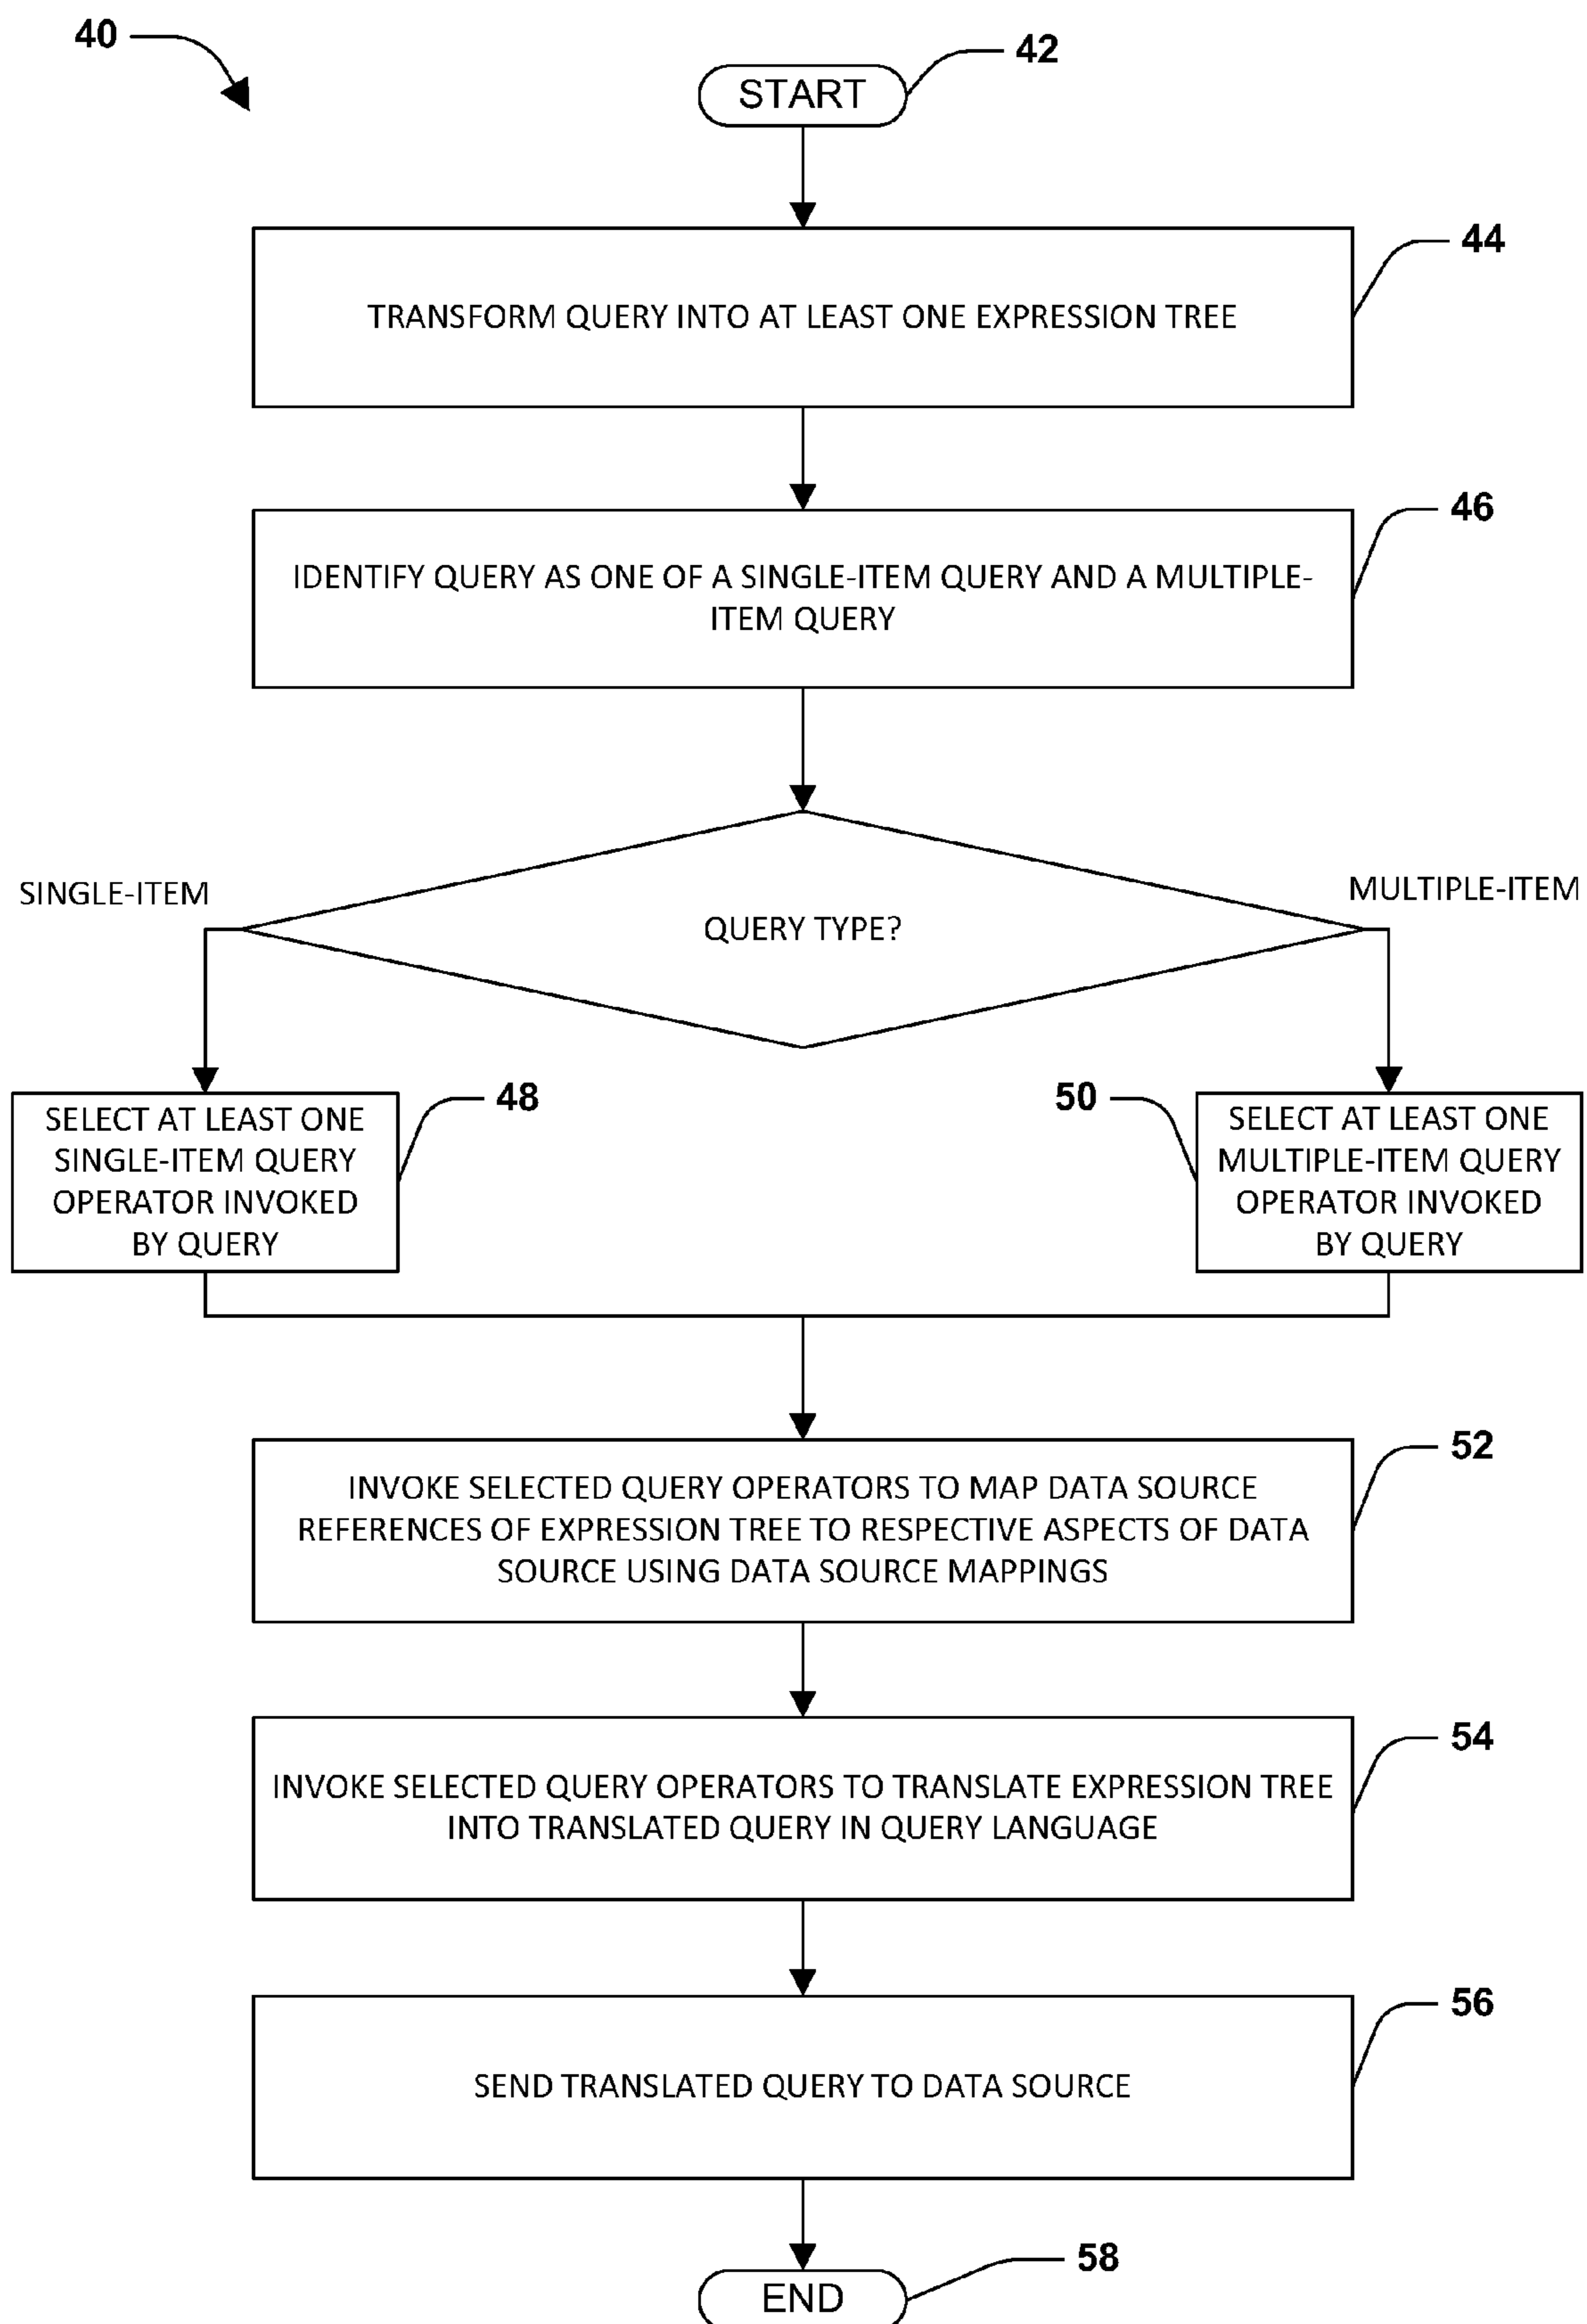 40
START
42
TRANSFORM QUERY INTO AT LEAST ONE EXPRESSION TREE
44
IDENTIFY QUERY AS ONE OF A SINGLE-ITEM QUERY AND A MULTIPLE-
ITEM QUERY
46
SINGLE-ITEM
QUERY TYPE?
MULTIPLE-ITEM
SELECT AT LEAST ONE
SINGLE-ITEM QUERY
OPERATOR INVOKED
BY QUERY
48
50
SELECT AT LEAST ONE
MULTIPLE-ITEM QUERY
OPERATOR INVOKED
BY QUERY
INVOKE SELECTED QUERY OPERATORS TO MAP DATA SOURCE
REFERENCES OF EXPRESSION TREE TO RESPECTIVE ASPECTS OF DATA
SOURCE USING DATA SOURCE MAPPINGS
52
INVOKE SELECTED QUERY OPERATORS TO TRANSLATE EXPRESSION TREE
INTO TRANSLATED QUERY IN QUERY LANGUAGE
54
SEND TRANSLATED QUERY TO DATA SOURCE
56
END
58